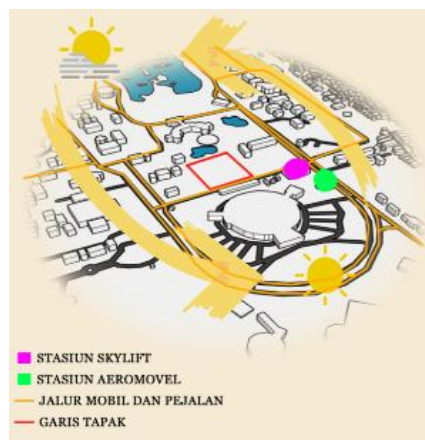 STASIUN SKYLIFT
STASIUN AEROMOVEL
JALUR MOBIL DAN PEJALAN
GARIS TAPAK